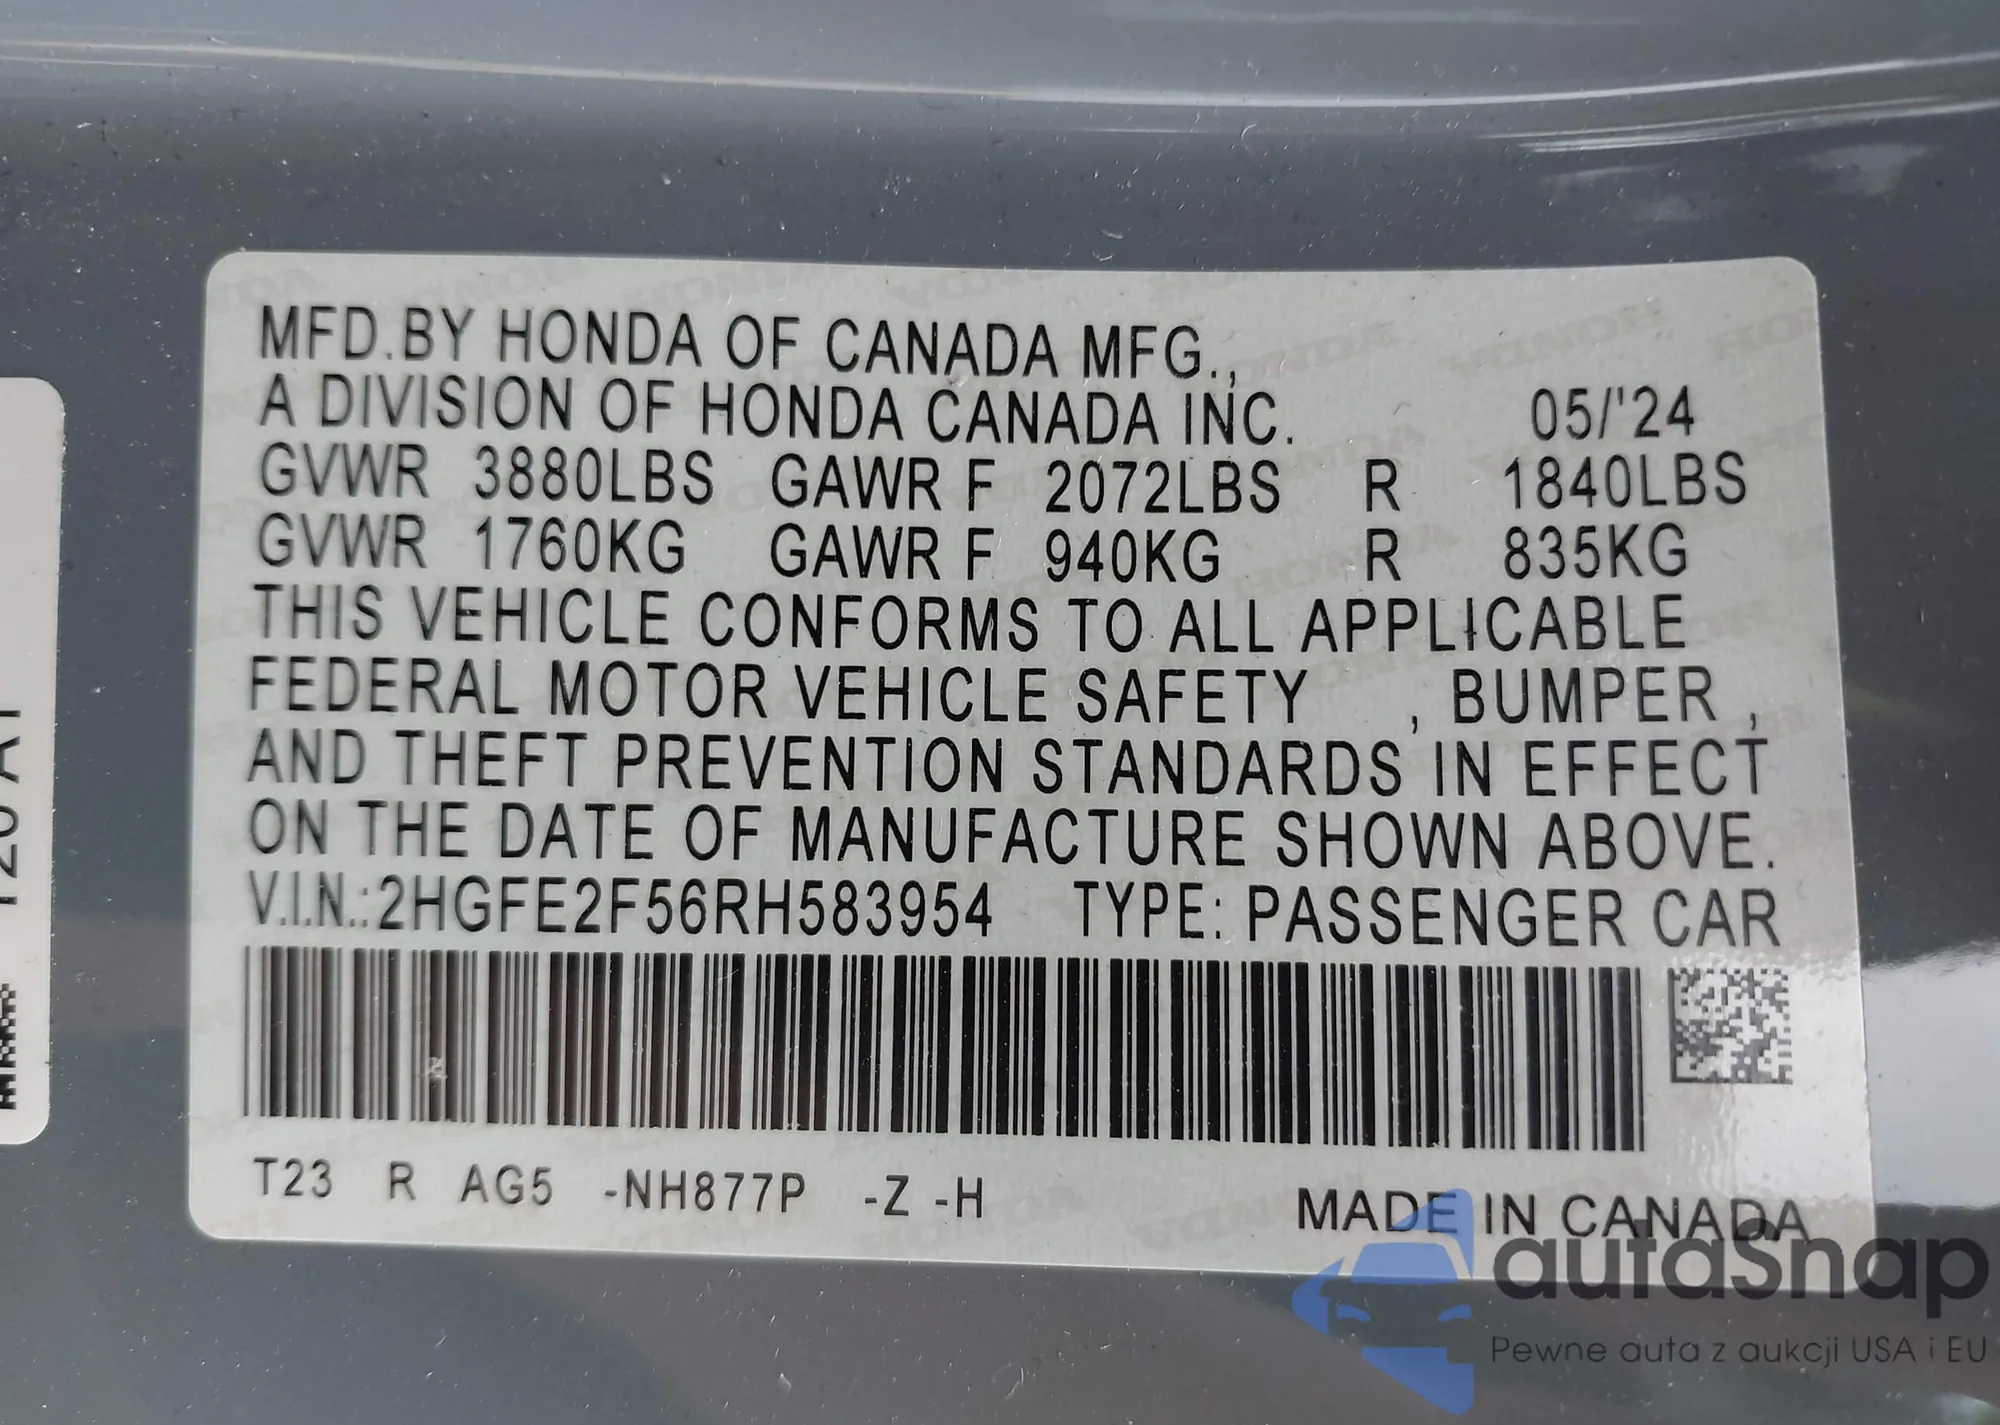 MFD.BY HONDA OF CANADA MFG.,
A DIVISION OF HONDA CANADA INC. 05/'24
GVWR 3880LBS GAWR F 2072LBS R 1840LBS
GVWR 1760KG GAWR F 940KG R 835KG
THIS VEHICLE CONFORMS TO ALL APPLICABLE
FEDERAL MOTOR VEHICLE SAFETY , BUMPER ,
AND THEFT PREVENTION STANDARDS IN EFFECT
ON THE DATE OF MANUFACTURE SHOWN ABOVE.
V.I.N.:2HGFE2F56RH583954 TYPE: PASSENGER CAR
T23 R AG5 -NH877P -Z -H
MADE IN CANADA
autaSnap
Pewne auta z aukcji USA i EU